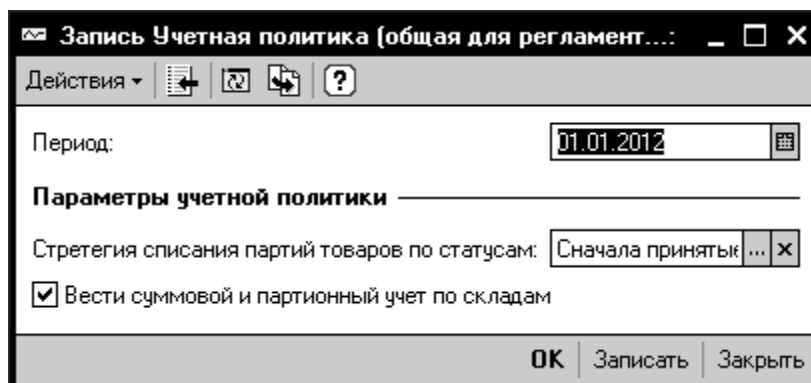 Запись Учетная политика (общая для регламент...:
Действия
Период: 01.01.2012
Параметры учетной политики
Стретегия списания партий товаров по статусам: Сначала принятые ...
Вести суммовой и партионный учет по складам
OK Записать Закрыть